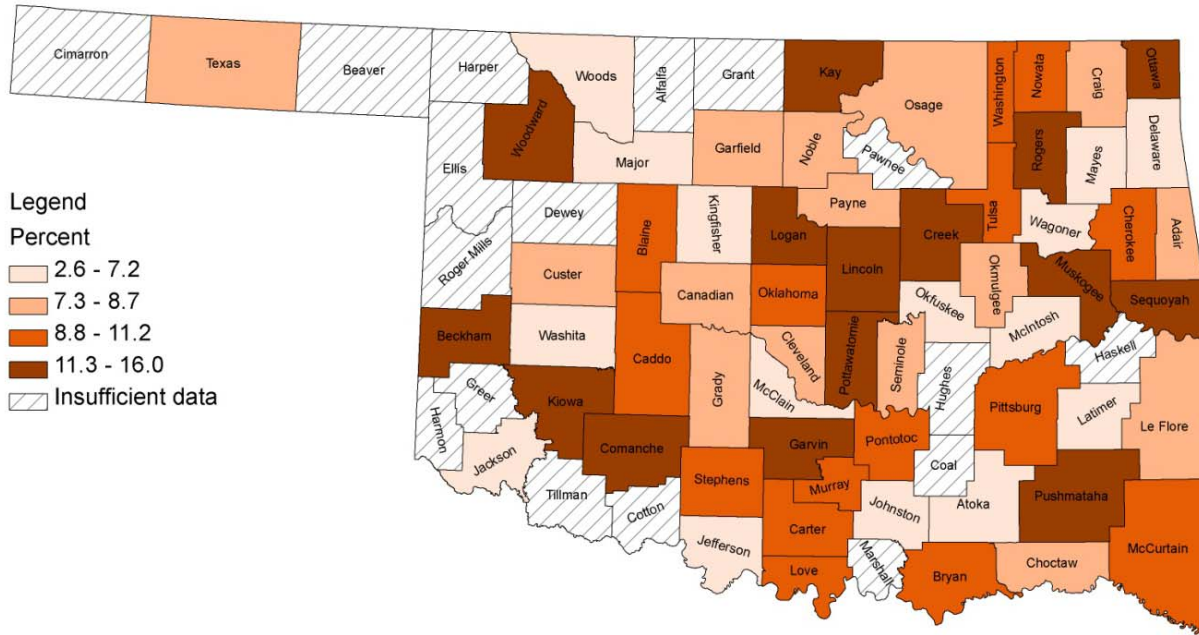 Cimarron
Texas
Beaver
Harper
Woods
Alfalfa
Grant
Kay
Osage
Washington
Nowata
Craig
Ottawa
Woodward
Ellis
Major
Garfield
Noble
Pawnee
Rogers
Mayes
Delaware
Legend
Percent
2.6 - 7.2
7.3 - 8.7
8.8 - 11.2
11.3 - 16.0
Insufficient data
Roger Mills
Dewey
Blaine
Kingfisher
Logan
Payne
Creek
Tulsa
Wagoner
Cherokee
Adair
Custer
Canadian
Oklahoma
Lincoln
Okmulgee
Muskogee
Sequoyah
Beckham
Washita
Caddo
Grady
Cleveland
McClain
Pottawatomie
Seminole
Okfuskee
Hughes
McIntosh
Haskell
Pittsburg
Latimer
Le Flore
Harmon
Greer
Kiowa
Jackson
Comanche
Tillman
Cotton
Stephens
Garvin
Murray
Pontotoc
Coal
Atoka
Pushmataha
McCurtain
Jefferson
Carter
Love
Johnston
Marshall
Bryan
Choctaw